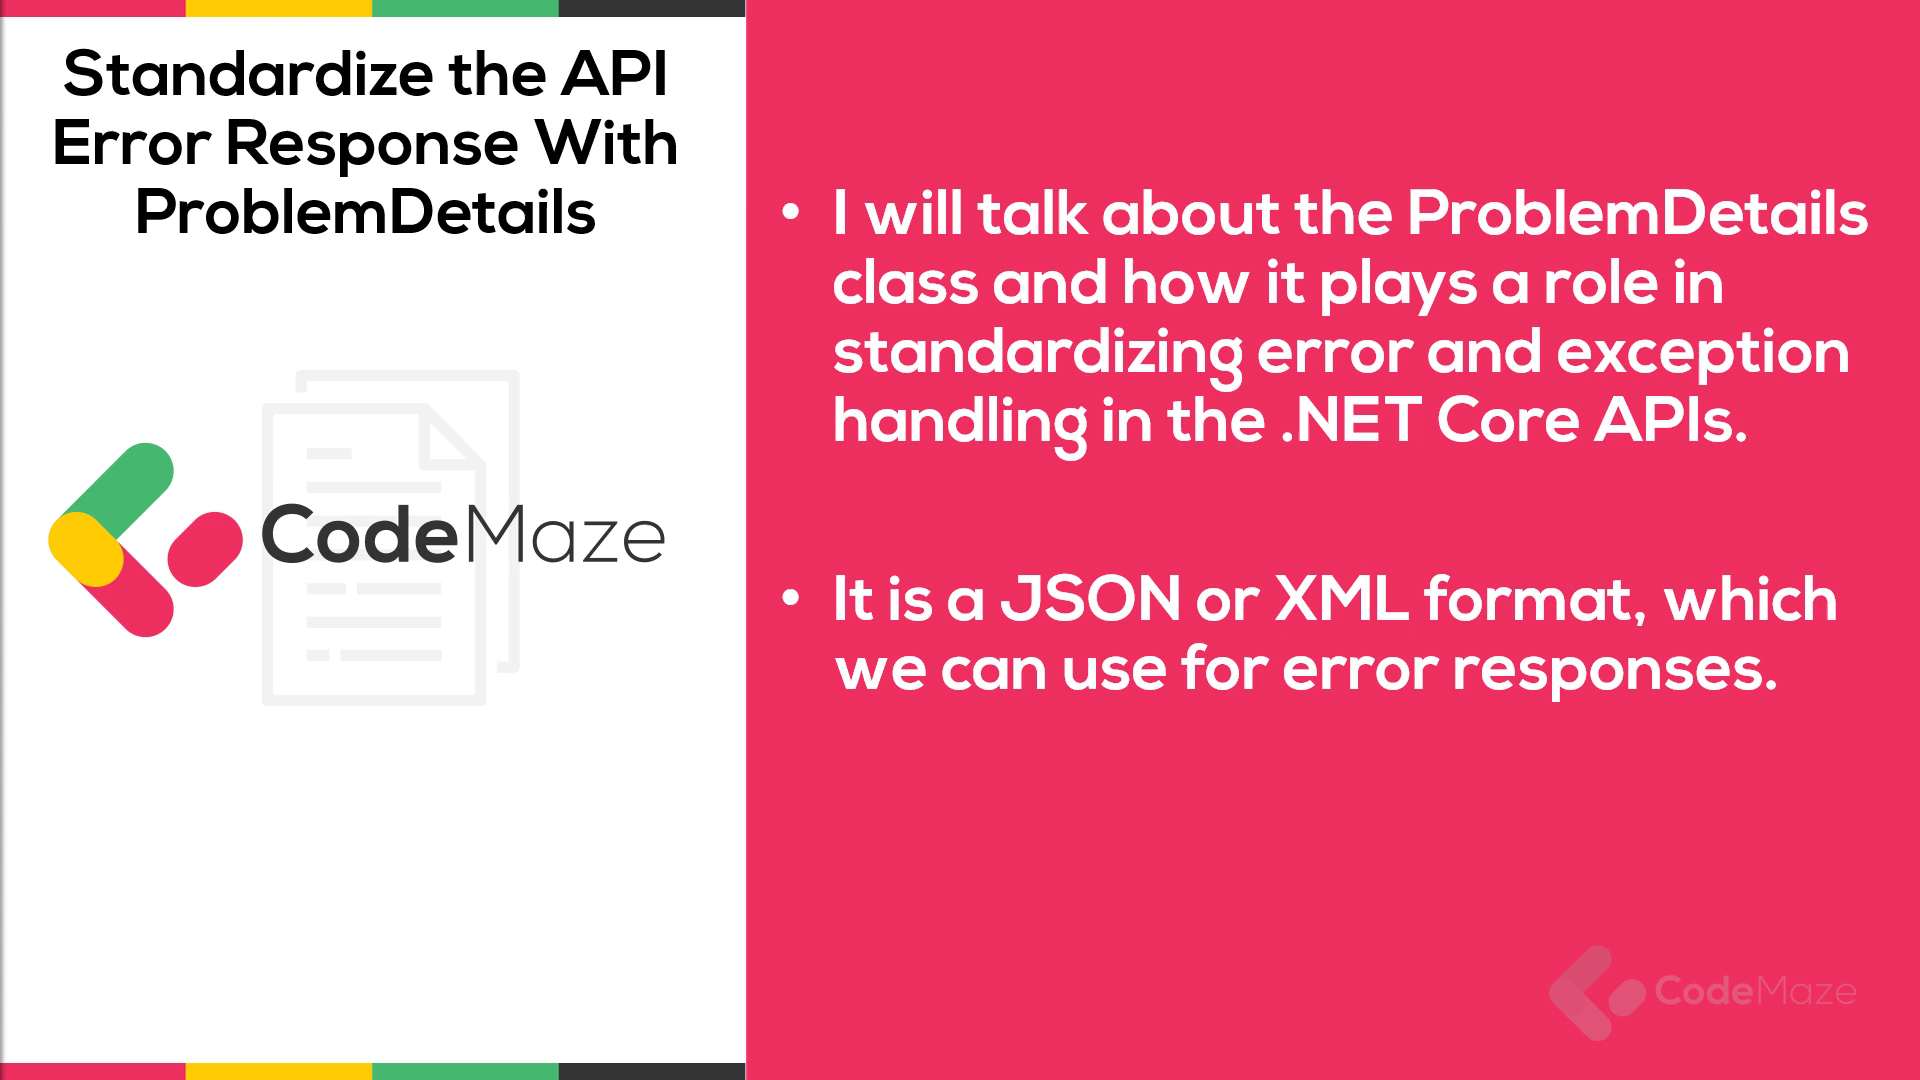 Standardize the API
Error Response With
ProblemDetails
CodeMaze
• I will talk about the ProblemDetails
class and how it plays a role in
standardizing error and exception
handling in the .NET Core APIs.
• It is a JSON or XML format, which
we can use for error responses.
CodeMaze